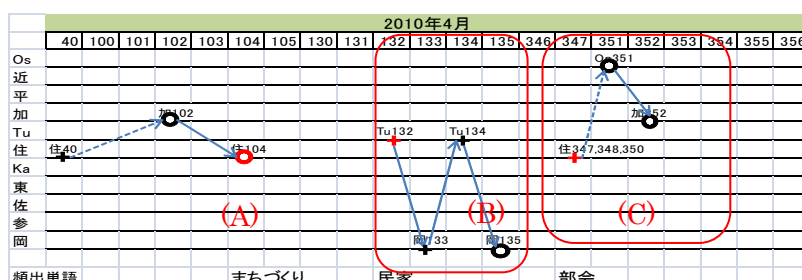 2010年4月
40 100 101 102 103 104 105 130 131 132 133 134 135 346 347 351 352 353 354 355 356
Os
近
平
加
Tu
住
Ka
東
佐
参
岡
Os351
加102
加352
Tu132 Tu134
住40 住104 住347,348,350
(A) (B) (C)
岡133 岡135
頻出単語 まちづくり 民家 部会